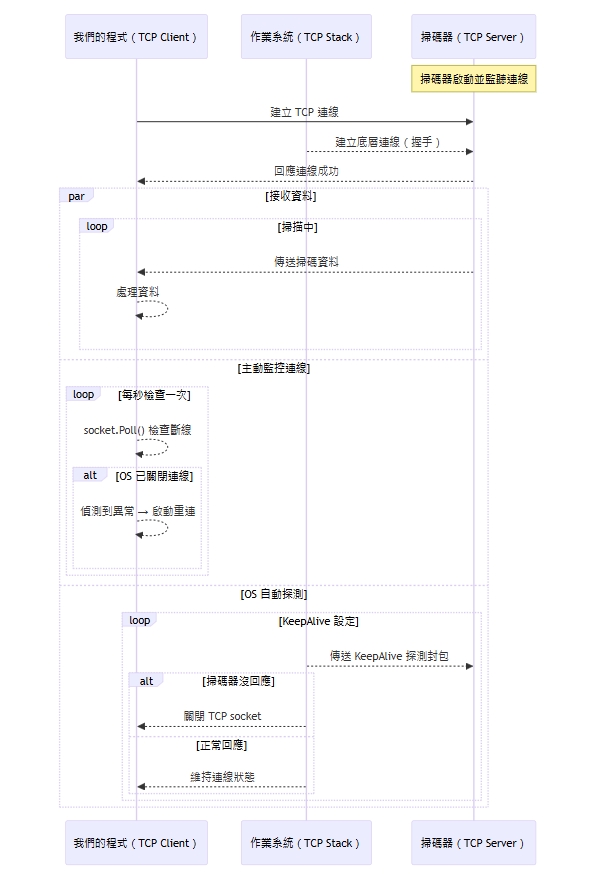 我們的程式（TCP Client）
作業系統（TCP Stack）
掃碼器（TCP Server）
掃碼器啟動並監聽連線
建立 TCP 連線
建立底層連線（握手）
回應連線成功
par
[接收資料]
loop
[掃描中]
傳送掃碼資料
處理資料
[主動監控連線]
loop
[每秒檢查一次]
socket.Poll() 檢查斷線
alt
[OS 已關閉連線]
偵測到異常 → 啟動重連
[OS 自動探測]
loop
[KeepAlive 設定]
傳送 KeepAlive 探測封包
alt
[掃碼器沒回應]
關閉 TCP socket
[正常回應]
維持連線狀態
我們的程式（TCP Client）
作業系統（TCP Stack）
掃碼器（TCP Server）